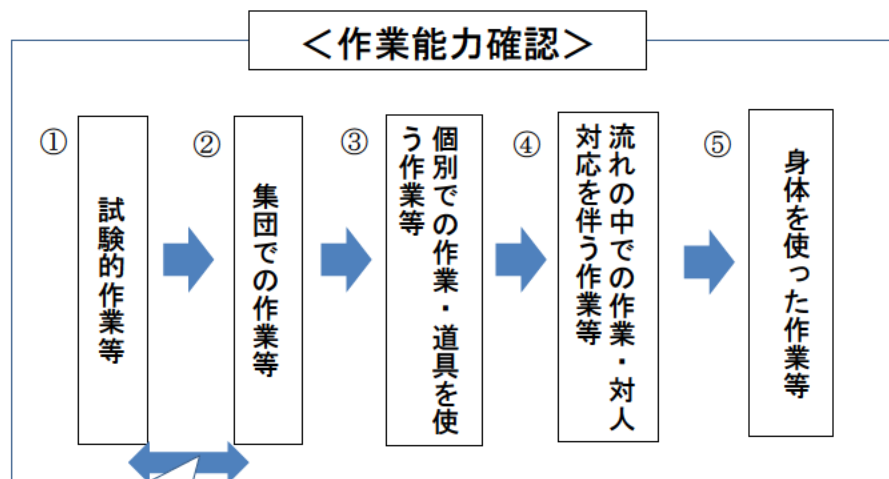 ＜作業能力確認＞
①
試験的作業等
②
集団での作業等
③
個別での作業・道具を使
う作業等
④
流れの中での作業・対人
対応を伴う作業等
⑤
身体を使った作業等